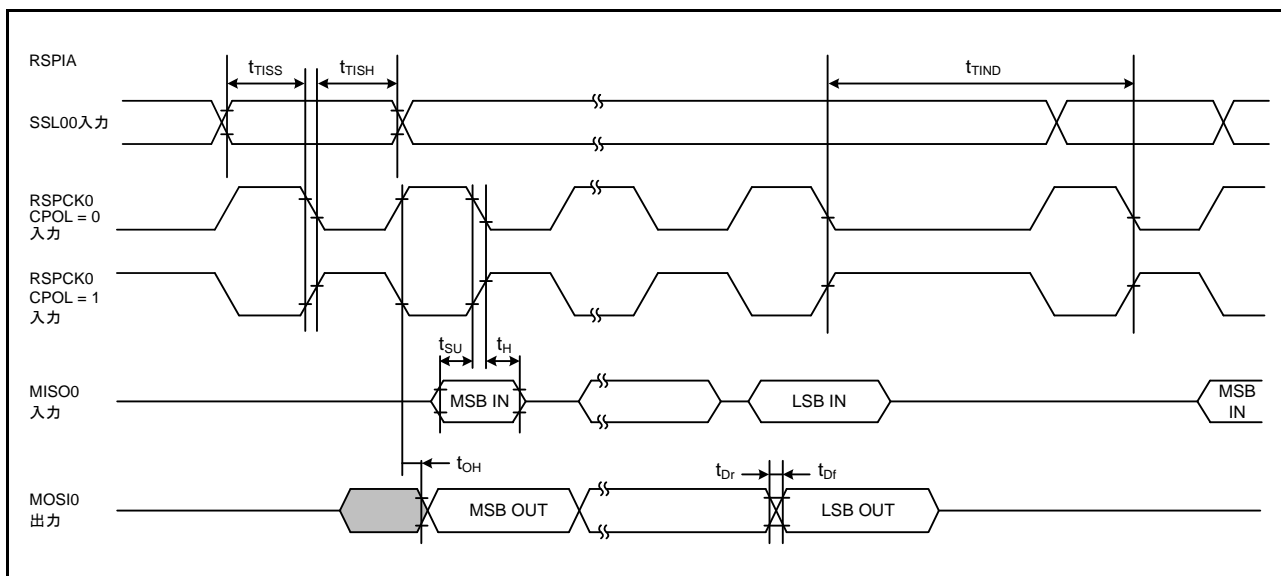 RSPIA
tTISS
tTISH
tTIND
SSL00入力
RSPCK0
CPOL = 0
入力
RSPCK0
CPOL = 1
入力
tSU
tH
MISO0
入力
MSB IN
LSB IN
MSB
IN
tOH
tDr
tDf
MOSI0
出力
MSB OUT
LSB OUT